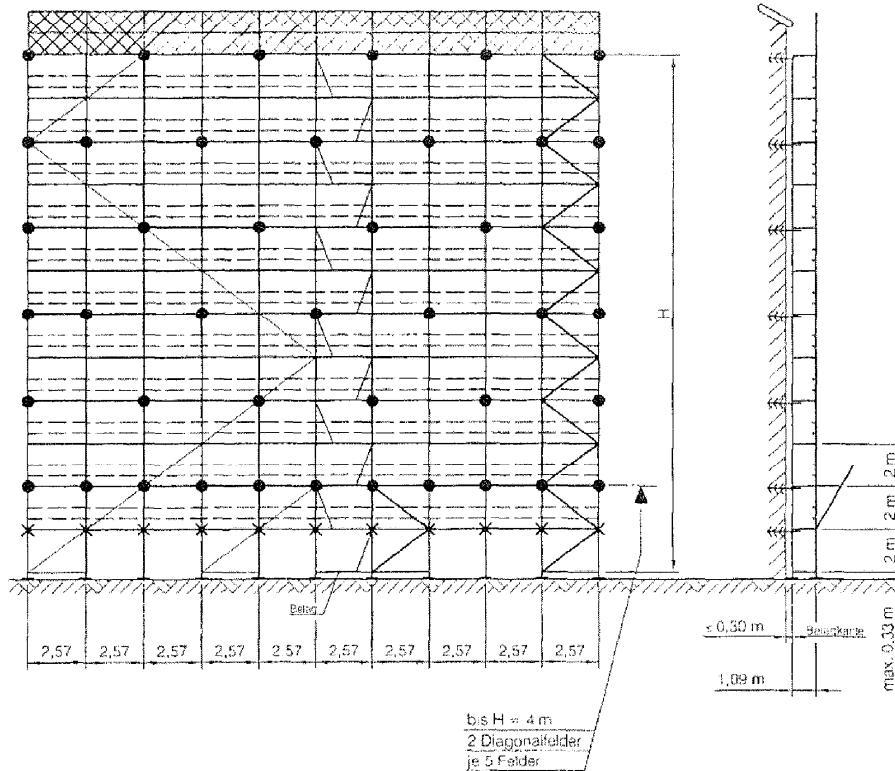 H
2 m
2 m
2 m
Belag
≤ 0,30 m
Belagkante
max. 0,33 m
2,57 2,57 2,57 2,57 2,57 2,57 2,57 2,57 2,57 2,57
1,09 m
bis H = 4 m
2 Diagonalfelder
je 5 Felder